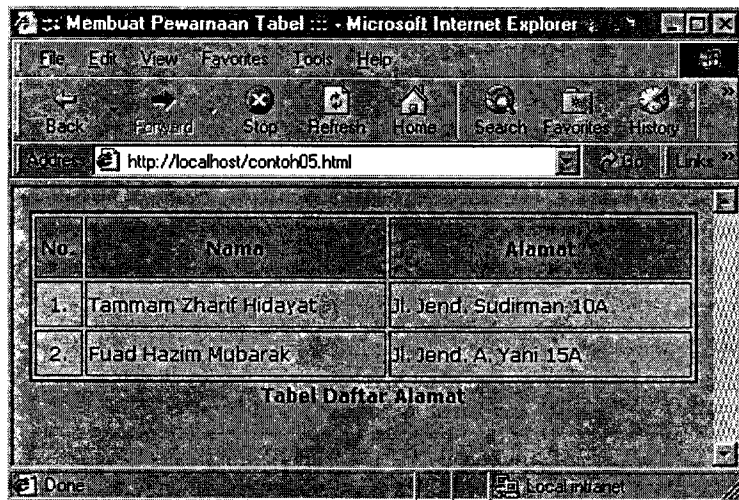 ::: Membuat Pewarnaan Tabel ::: - Microsoft Internet Explorer
File Edit View Favorites Tools Help
Back Forward Stop Refresh Home Search Favorites History »
Address http://localhost/contoh05.html Go Links »
No. Nama Alamat
1. Tammam Zharif Hidayat Jl. Jend. Sudirman 10A
2. Fuad Hazim Mubarak Jl. Jend. A. Yani 15A
Tabel Daftar Alamat
Done Local intranet